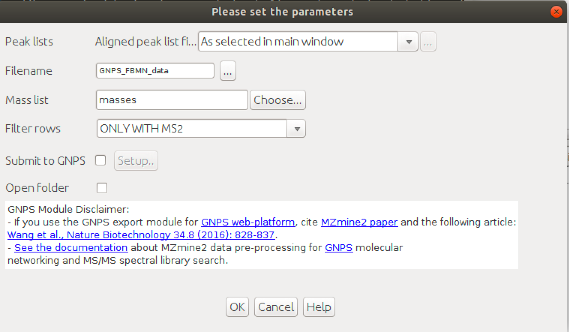 Please set the parameters
Peak lists Aligned peak list fi... As selected in main window ...
Filename GNPS_FBMN_data ...
Mass list masses Choose...
Filter rows ONLY WITH MS2
Submit to GNPS Setup..
Open folder
GNPS Module Disclaimer:
- If you use the GNPS export module for GNPS web-platform, cite MZmine2 paper and the following article:
Wang et al., Nature Biotechnology 34.8 (2016): 828-837.
- See the documentation about MZmine2 data pre-processing for GNPS molecular
networking and MS/MS spectral library search.
OK Cancel Help